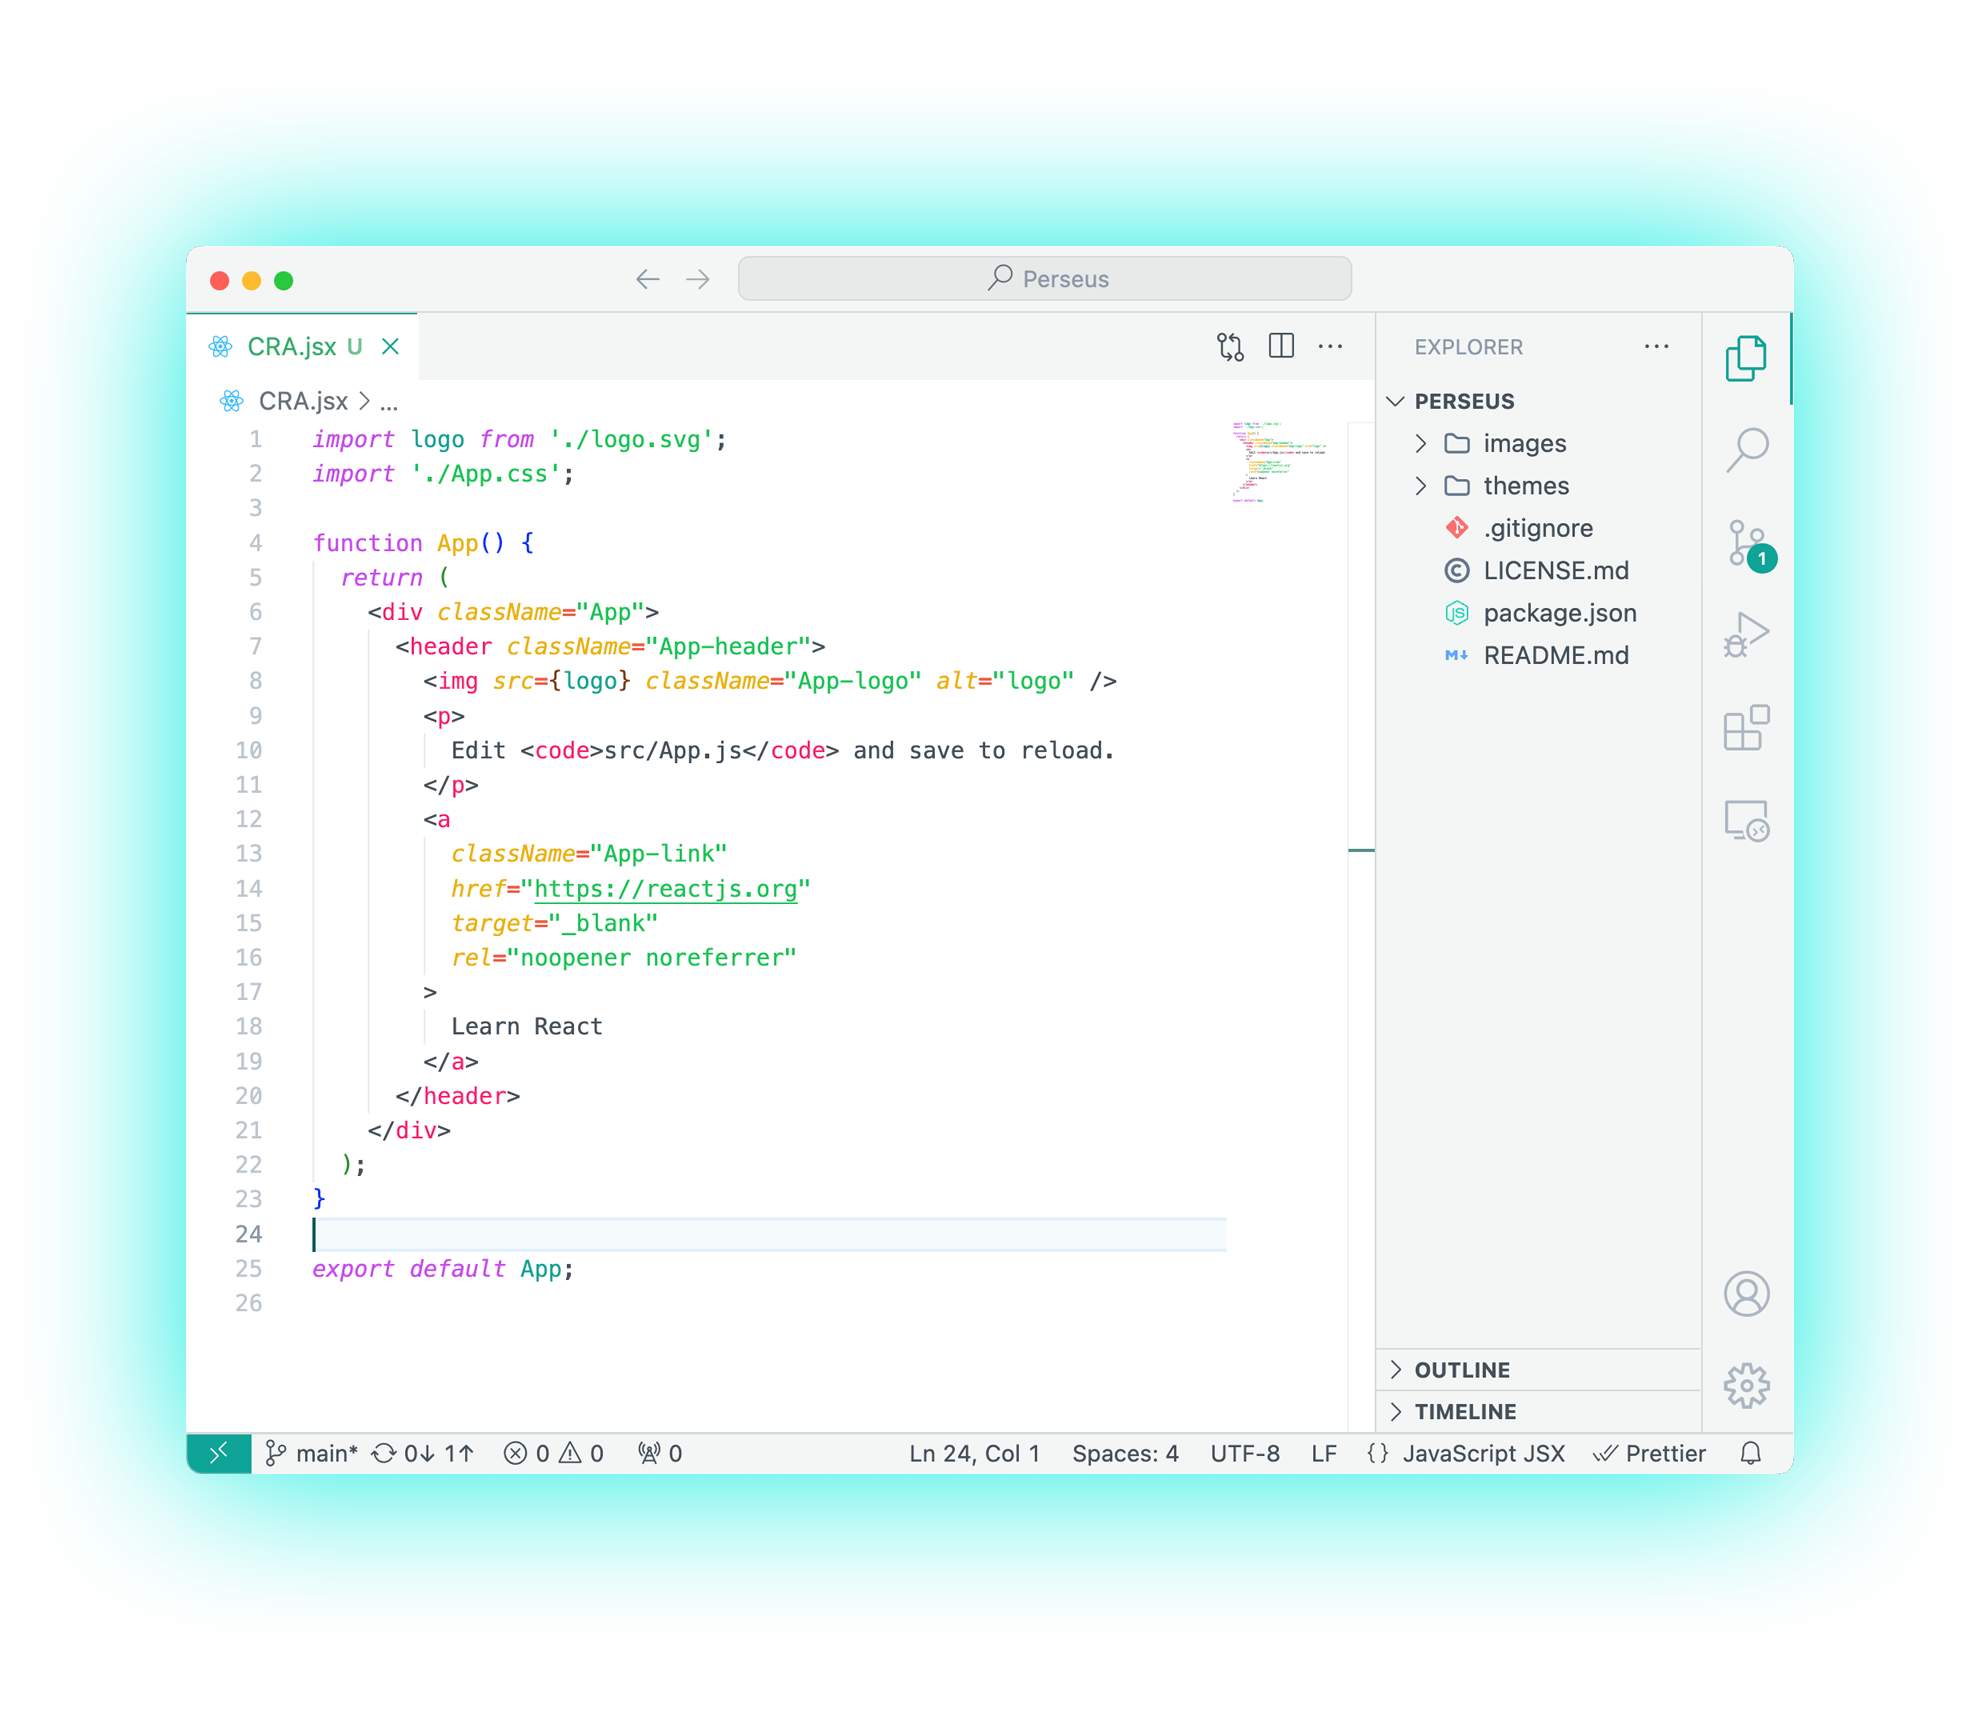 Perseus
CRA.jsx U
CRA.jsx > ...
1 import logo from './logo.svg';
2 import './App.css';
3
4 function App() {
5 return (
6 <div className="App">
7 <header className="App-header">
8 <img src={logo} className="App-logo" alt="logo" />
9 <p>
10 Edit <code>src/App.js</code> and save to reload.
11 </p>
12 <a
13 className="App-link"
14 href="https://reactjs.org"
15 target="_blank"
16 rel="noopener noreferrer"
17 >
18 Learn React
19 </a>
20 </header>
21 </div>
22 );
23 }
24
25 export default App;
26
EXPLORER
PERSEUS
images
themes
.gitignore
LICENSE.md
package.json
README.md
OUTLINE
TIMELINE
1
main* 0↓ 1↑ 0 0 0 Ln 24, Col 1 Spaces: 4 UTF-8 LF {} JavaScript JSX Prettier